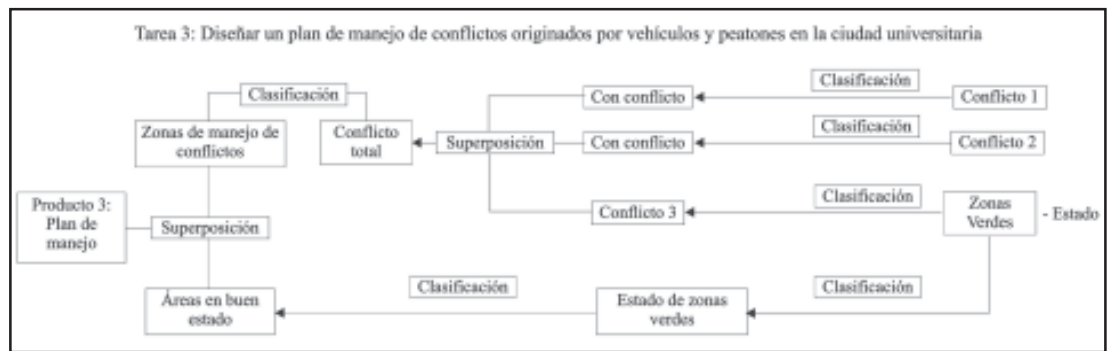 Tarea 3: Diseñar un plan de manejo de conflictos originados por vehículos y peatones en la ciudad universitaria
Clasificación
Con conflicto
Clasificación
Conflicto 1
Zonas de manejo de
conflictos
Conflicto
total
Superposición
Con conflicto
Clasificación
Conflicto 2
Producto 3:
Plan de
manejo
Superposición
Conflicto 3
Clasificación
Zonas
Verdes
- Estado
Áreas en buen
estado
Clasificación
Estado de zonas
verdes
Clasificación